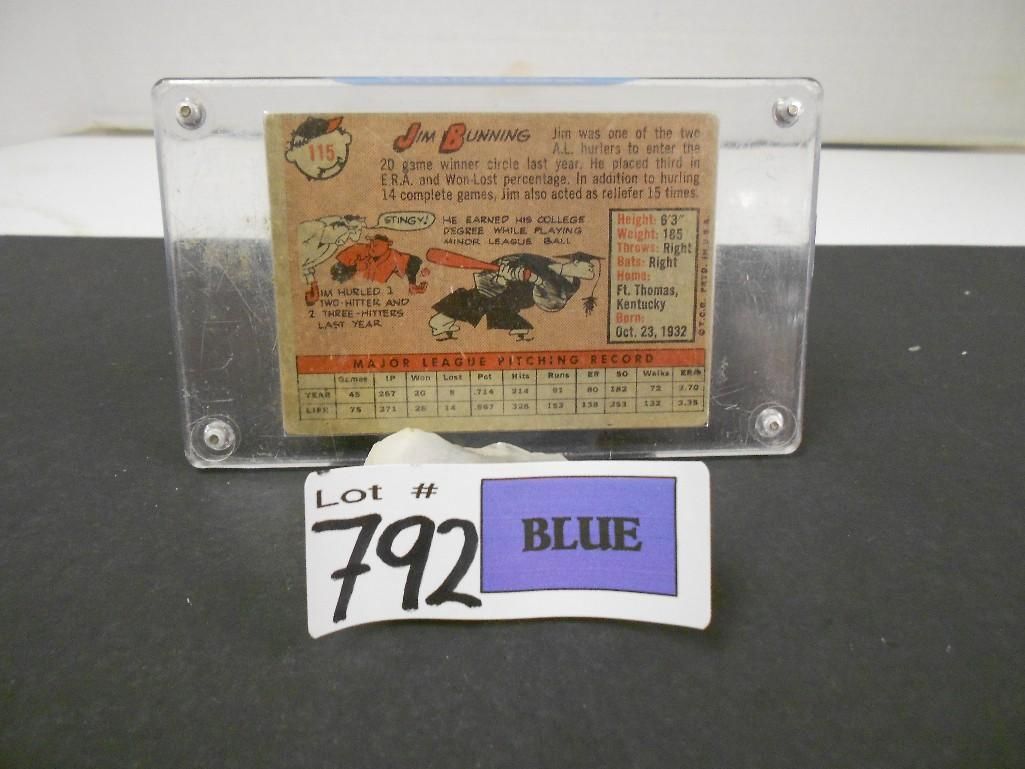 115
JIM BUNNING
Jim was one of the two
A.L. hurlers to enter the
20 game winner circle last year. He placed third in
E.R.A. and Won-Lost percentage. In addition to hurling
14 complete games, Jim also acted as reliefer 15 times.
STINGY!
HE EARNED HIS COLLEGE
DEGREE WHILE PLAYING
MINOR LEAGUE BALL
JIM HURLED 1
TWO-HITTER AND
2 THREE-HITTERS
LAST YEAR
Height: 6'3"
Weight: 185
Throws: Right
Bats: Right
Home:
Ft. Thomas,
Kentucky
Born:
Oct. 23, 1932
© T.C.G. PRTD. IN U.S.A.
MAJOR LEAGUE PITCHING RECORD
Games IP Won Lost Pct Hits Runs ER SO Walks ERA
YEAR 45 267 20 8 .714 214 91 80 182 72 2.70
LIFE 75 371 28 14 .667 326 153 138 253 132 3.35
Lot #
792
BLUE